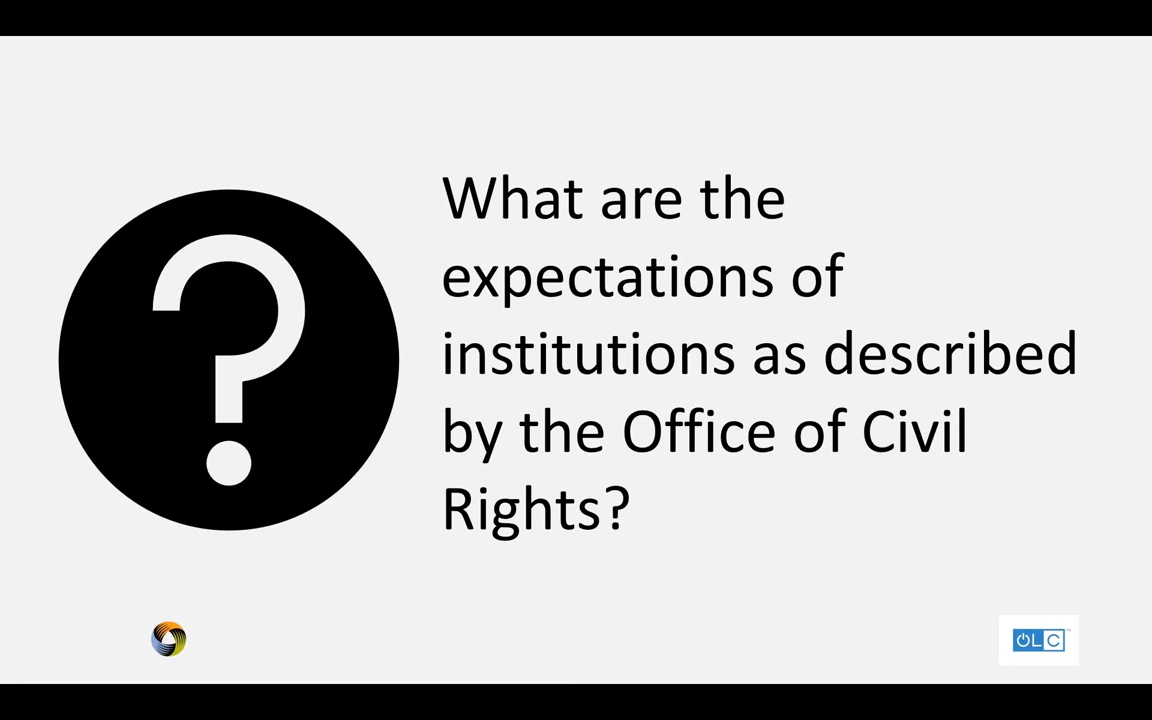 What are the
expectations of
institutions as described
by the Office of Civil
Rights?
OLC